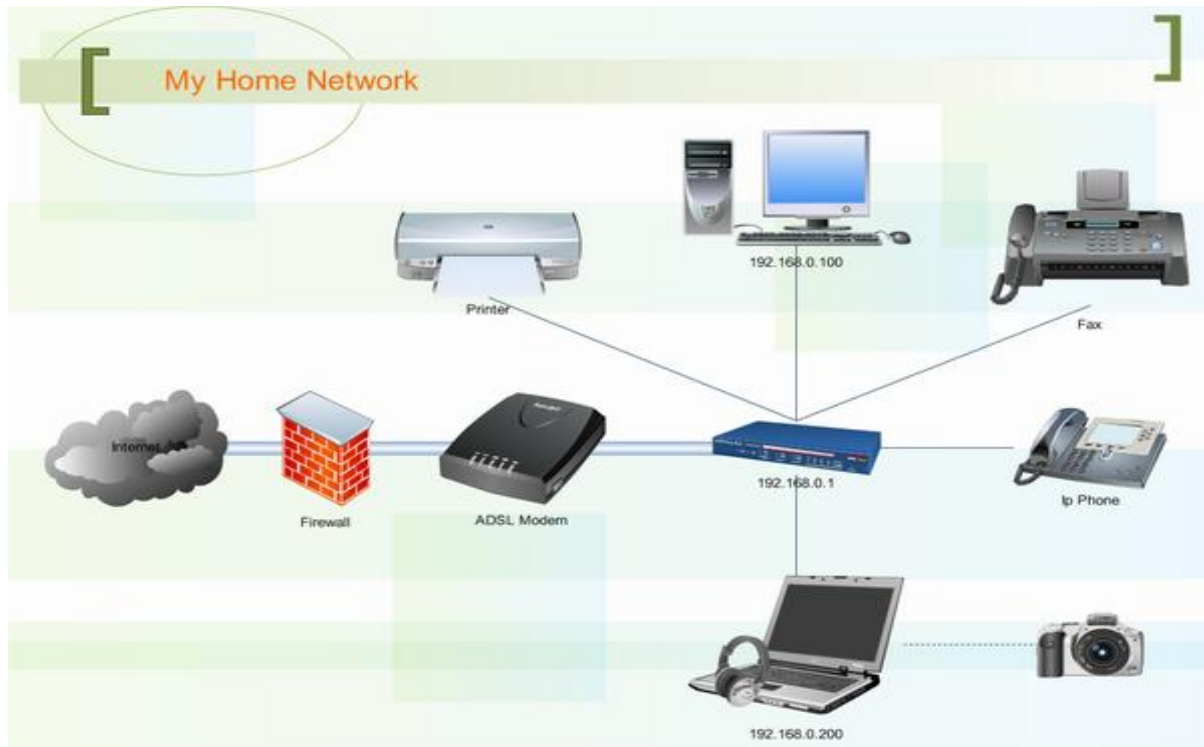 My Home Network
192.168.0.100
Printer
Fax
Internet
192.168.0.1
Firewall
ADSL Modem
Ip Phone
192.168.0.200